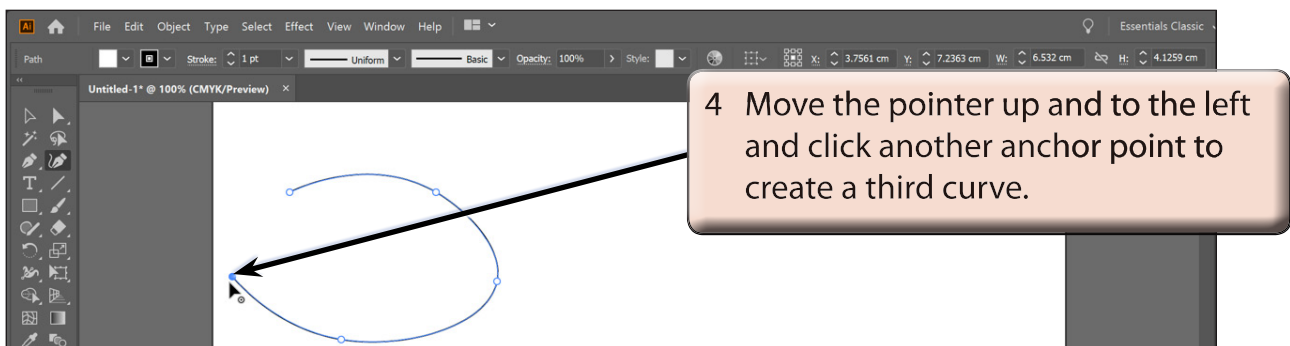 Ai File Edit Object Type Select Effect View Window Help Essentials Classic
Path Stroke: 1 pt Uniform Basic Opacity: 100% Style: X: 3.7561 cm Y: 7.2363 cm W: 6.532 cm H: 4.1259 cm
Untitled-1* @ 100% (CMYK/Preview) ×
4 Move the pointer up and to the left
and click another anchor point to
create a third curve.